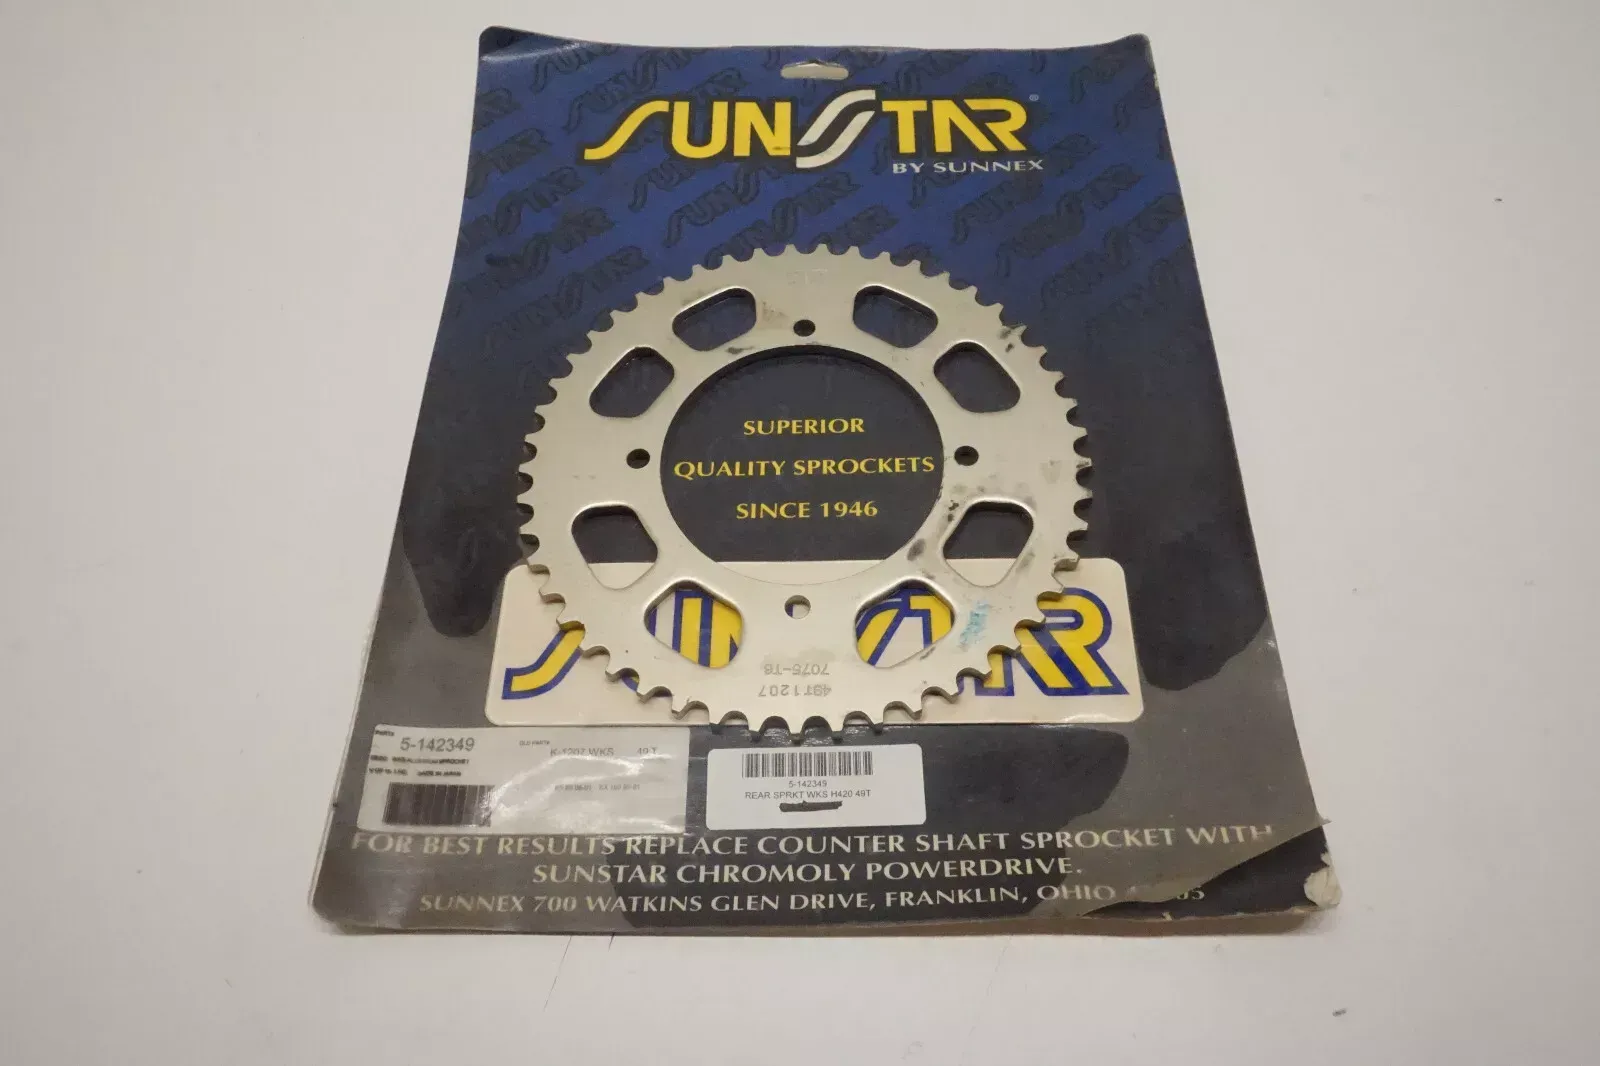 SUNSTAR®
BY SUNNEX
SUPERIOR
QUALITY SPROCKETS
SINCE 1946
7075-T6
49T1207
SUNSTAR
5-142349
K-1207 WKS 49 T
MADE IN JAPAN
5-142349
REAR SPRKT WKS H420 49T
FOR BEST RESULTS REPLACE COUNTER SHAFT SPROCKET WITH
SUNSTAR CHROMOLY POWERDRIVE.
SUNNEX 700 WATKINS GLEN DRIVE, FRANKLIN, OHIO